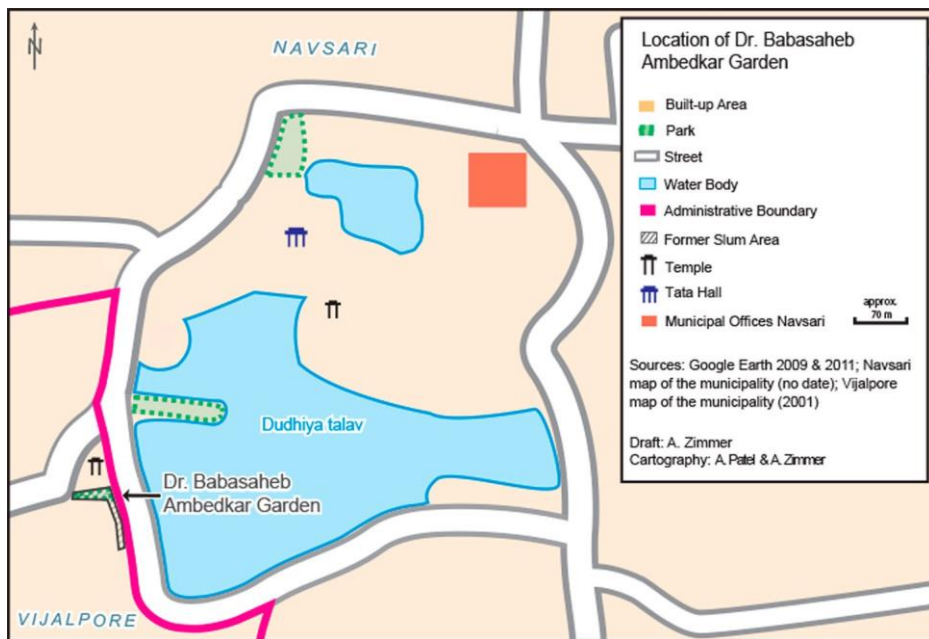 N
NAVSARI
Dudhiya talav
Dr. Babasaheb
Ambedkar Garden
VIJALPORE
Location of Dr. Babasaheb
Ambedkar Garden
Built-up Area
Park
Street
Water Body
Administrative Boundary
Former Slum Area
Temple
Tata Hall
Municipal Offices Navsari
approx.
70 m
Sources: Google Earth 2009 & 2011; Navsari
map of the municipality (no date); Vijalpore
map of the municipality (2001)
Draft: A. Zimmer
Cartography: A. Patel & A. Zimmer